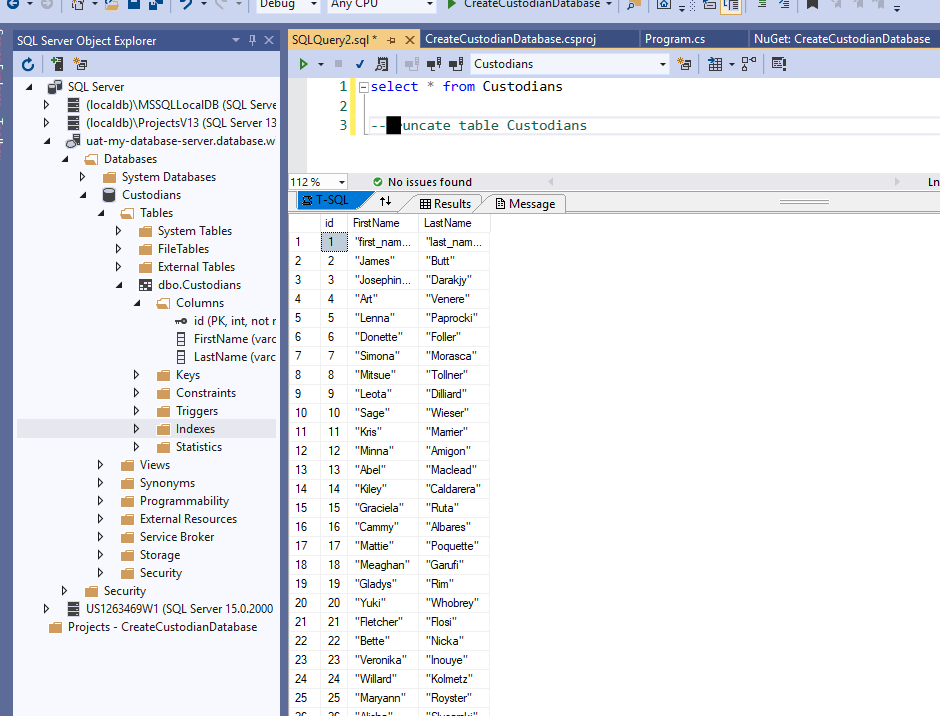 Debug Any CPU CreateCustodianDatabase
SQL Server Object Explorer
SQL Server
(localdb)\MSSQLLocalDB (SQL Serve
(localdb)\ProjectsV13 (SQL Server 13
uat-my-database-server.database.w
Databases
System Databases
Custodians
Tables
System Tables
FileTables
External Tables
dbo.Custodians
Columns
id (PK, int, not r
FirstName (varc
LastName (varc
Keys
Constraints
Triggers
Indexes
Statistics
Views
Synonyms
Programmability
External Resources
Service Broker
Storage
Security
Security
US1263469W1 (SQL Server 15.0.2000
Projects - CreateCustodianDatabase
SQLQuery2.sql * CreateCustodianDatabase.csproj Program.cs NuGet: CreateCustodianDatabase
Custodians
1 select * from Custodians
2
3 -- uncate table Custodians
112 % No issues found Ln
T-SQL Results Message
id FirstName LastName
1 1 "first_nam... "last_nam...
2 2 "James" "Butt"
3 3 "Josephin... "Darakjy"
4 4 "Art" "Venere"
5 5 "Lenna" "Paprocki"
6 6 "Donette" "Foller"
7 7 "Simona" "Morasca"
8 8 "Mitsue" "Tollner"
9 9 "Leota" "Dilliard"
10 10 "Sage" "Wieser"
11 11 "Kris" "Marrier"
12 12 "Minna" "Amigon"
13 13 "Abel" "Maclead"
14 14 "Kiley" "Caldarera"
15 15 "Graciela" "Ruta"
16 16 "Cammy" "Albares"
17 17 "Mattie" "Poquette"
18 18 "Meaghan" "Garufi"
19 19 "Gladys" "Rim"
20 20 "Yuki" "Whobrey"
21 21 "Fletcher" "Flosi"
22 22 "Bette" "Nicka"
23 23 "Veronika" "Inouye"
24 24 "Willard" "Kolmetz"
25 25 "Maryann" "Royster"